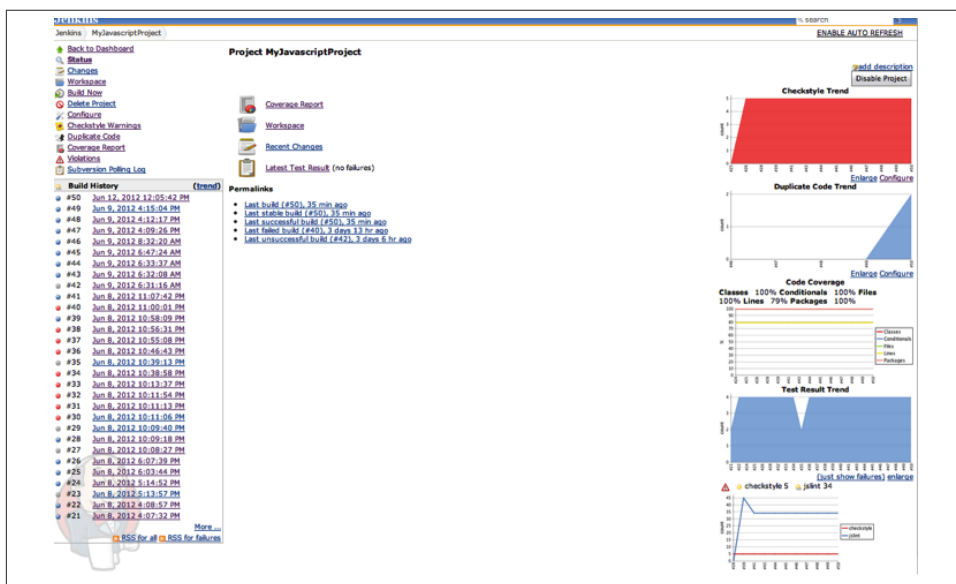 Jenkins
search
Jenkins MyJavascriptProject
ENABLE AUTO REFRESH
Back to Dashboard
Status
Changes
Workspace
Build Now
Delete Project
Configure
Checkstyle Warnings
Duplicate Code
Coverage Report
Violations
Subversion Polling Log
Build History (trend)
#50 Jun 12, 2012 12:05:42 PM
#49 Jun 9, 2012 4:15:04 PM
#48 Jun 9, 2012 4:12:17 PM
#47 Jun 9, 2012 4:09:26 PM
#46 Jun 9, 2012 8:32:20 AM
#45 Jun 9, 2012 6:47:24 AM
#44 Jun 9, 2012 6:33:37 AM
#43 Jun 9, 2012 6:32:08 AM
#42 Jun 9, 2012 6:31:16 AM
#41 Jun 8, 2012 11:07:42 PM
#40 Jun 8, 2012 11:00:01 PM
#39 Jun 8, 2012 10:58:09 PM
#38 Jun 8, 2012 10:56:31 PM
#37 Jun 8, 2012 10:55:08 PM
#36 Jun 8, 2012 10:46:43 PM
#35 Jun 8, 2012 10:39:13 PM
#34 Jun 8, 2012 10:38:58 PM
#33 Jun 8, 2012 10:13:37 PM
#32 Jun 8, 2012 10:11:54 PM
#31 Jun 8, 2012 10:11:13 PM
#30 Jun 8, 2012 10:11:06 PM
#29 Jun 8, 2012 10:09:40 PM
#28 Jun 8, 2012 10:09:18 PM
#27 Jun 8, 2012 10:08:27 PM
#26 Jun 8, 2012 6:07:39 PM
#25 Jun 8, 2012 6:03:44 PM
#24 Jun 8, 2012 5:14:52 PM
#23 Jun 8, 2012 5:13:57 PM
#22 Jun 8, 2012 4:08:57 PM
#21 Jun 8, 2012 4:07:32 PM
More ...
RSS for all RSS for failures
Project MyJavascriptProject
Coverage Report
Workspace
Recent Changes
Latest Test Result (no failures)
Permalinks
Last build (#50), 35 min ago
Last stable build (#50), 35 min ago
Last successful build (#50), 35 min ago
Last failed build (#40), 3 days 13 hr ago
Last unsuccessful build (#42), 3 days 6 hr ago
add description
Disable Project
Checkstyle Trend
count
Enlarge Configure
Duplicate Code Trend
count
Enlarge Configure
Code Coverage
Classes 100% Conditionals 100% Files
100% Lines 79% Packages 100%
%
Classes
Conditionals
Files
Lines
Packages
Test Result Trend
count
(just show failures) enlarge
checkstyle 5 jslint 34
count
checkstyle
jslint